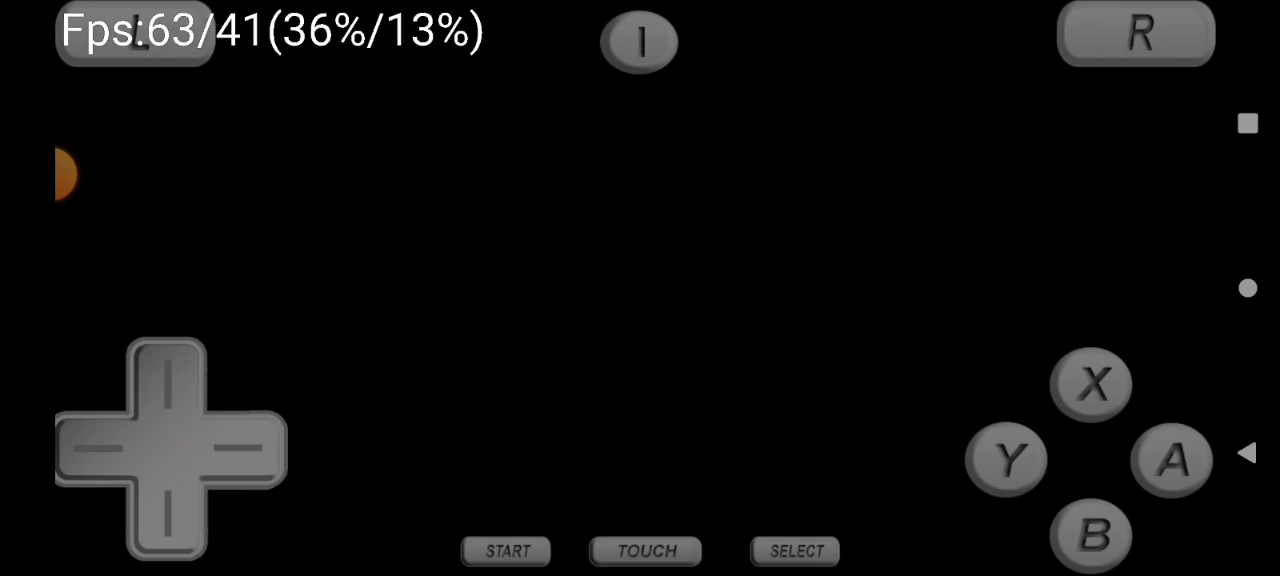 Fps:63/41(36%/13%)
L
I
R
X
Y
A
B
START
TOUCH
SELECT